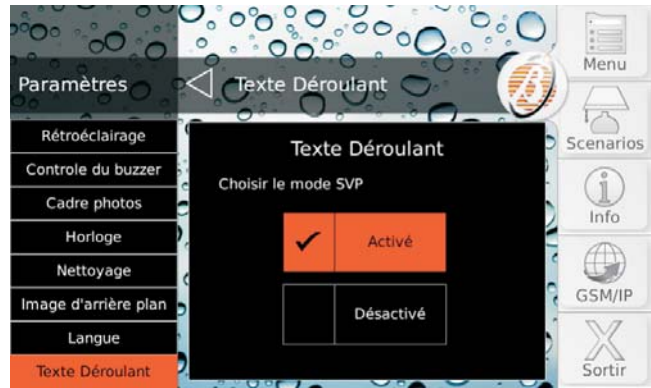 Paramètres
Texte Déroulant
Rétroéclairage
Controle du buzzer
Cadre photos
Horloge
Nettoyage
Image d'arrière plan
Langue
Texte Déroulant
Texte Déroulant
Choisir le mode SVP
Activé
Désactivé
Menu
Scenarios
Info
GSM/IP
Sortir